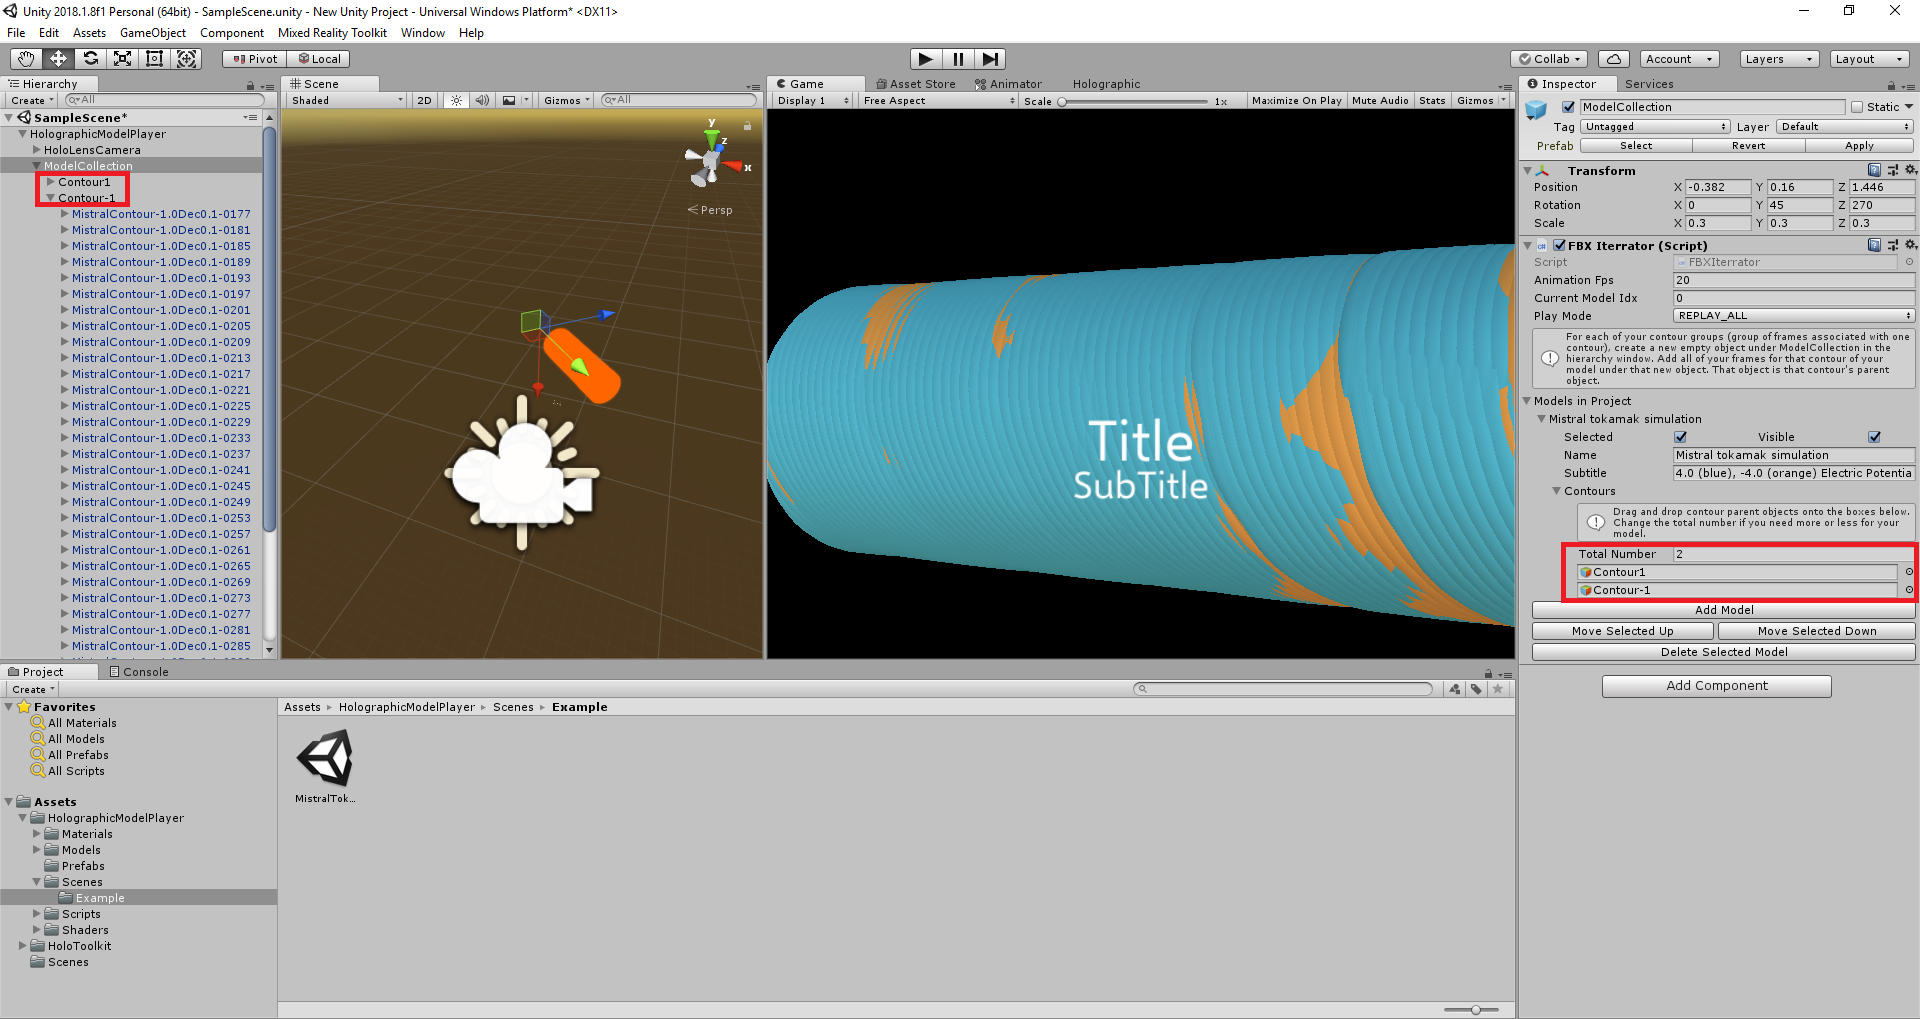 Unity 2018.1.8f1 Personal (64bit) - SampleScene.unity - New Unity Project - Universal Windows Platform* <DX11>
File Edit Assets GameObject Component Mixed Reality Toolkit Window Help
Pivot Local Collab Account Layers Layout
Hierarchy
Create All
SampleScene*
HolographicModelPlayer
HoloLensCamera
ModelCollection
Contour1
Contour-1
MistralContour-1.0Dec0.1-0177
MistralContour-1.0Dec0.1-0181
MistralContour-1.0Dec0.1-0185
MistralContour-1.0Dec0.1-0189
MistralContour-1.0Dec0.1-0193
MistralContour-1.0Dec0.1-0197
MistralContour-1.0Dec0.1-0201
MistralContour-1.0Dec0.1-0205
MistralContour-1.0Dec0.1-0209
MistralContour-1.0Dec0.1-0213
MistralContour-1.0Dec0.1-0217
MistralContour-1.0Dec0.1-0221
MistralContour-1.0Dec0.1-0225
MistralContour-1.0Dec0.1-0229
MistralContour-1.0Dec0.1-0233
MistralContour-1.0Dec0.1-0237
MistralContour-1.0Dec0.1-0241
MistralContour-1.0Dec0.1-0245
MistralContour-1.0Dec0.1-0249
MistralContour-1.0Dec0.1-0253
MistralContour-1.0Dec0.1-0257
MistralContour-1.0Dec0.1-0261
MistralContour-1.0Dec0.1-0265
MistralContour-1.0Dec0.1-0269
MistralContour-1.0Dec0.1-0273
MistralContour-1.0Dec0.1-0277
MistralContour-1.0Dec0.1-0281
MistralContour-1.0Dec0.1-0285
Scene
Shaded 2D Gizmos All
y
z
x
Persp
Game Asset Store Animator Holographic
Display 1 Free Aspect Scale 1x Maximize On Play Mute Audio Stats Gizmos
Title
SubTitle
Inspector Services
ModelCollection Static
Tag Untagged Layer Default
Prefab Select Revert Apply
Transform
Position X -0.382 Y 0.16 Z 1.446
Rotation X 0 Y 45 Z 270
Scale X 0.3 Y 0.3 Z 0.3
FBX Iterrator (Script)
Script FBXIterrator
Animation Fps 20
Current Model Idx 0
Play Mode REPLAY_ALL
For each of your contour groups (group of frames associated with one
contour), create a new empty object under ModelCollection in the
hierarchy window. Add all of your frames for that contour of your
model under that new object. That object is that contour's parent
object.
Models in Project
Mistral tokamak simulation
Selected Visible
Name Mistral tokamak simulation
Subtitle 4.0 (blue), -4.0 (orange) Electric Potentia
Contours
Drag and drop contour parent objects onto the boxes below.
Change the total number if you need more or less for your
model.
Total Number 2
Contour1
Contour-1
Add Model
Move Selected Up Move Selected Down
Delete Selected Model
Add Component
Project Console
Create
Favorites
All Materials
All Models
All Prefabs
All Scripts
Assets
HolographicModelPlayer
Materials
Models
Prefabs
Scenes
Example
Scripts
Shaders
HoloToolkit
Scenes
Assets HolographicModelPlayer Scenes Example
MistralTok...